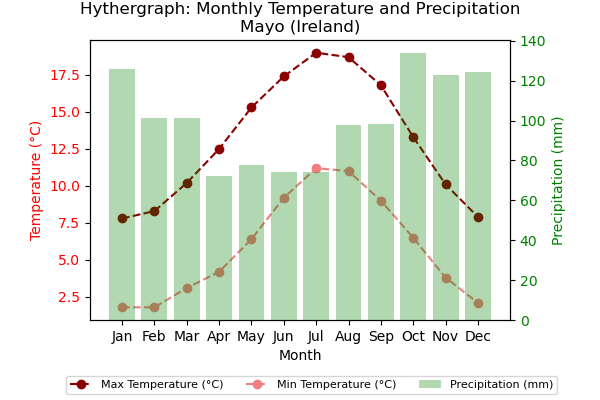 Hythergraph: Monthly Temperature and Precipitation
Mayo (Ireland)
Temperature (°C)
17.5
15.0
12.5
10.0
7.5
5.0
2.5
140
120
100
80
60
40
20
0
Precipitation (mm)
Jan Feb Mar Apr May Jun Jul Aug Sep Oct Nov Dec
Month
Max Temperature (°C) Min Temperature (°C) Precipitation (mm)